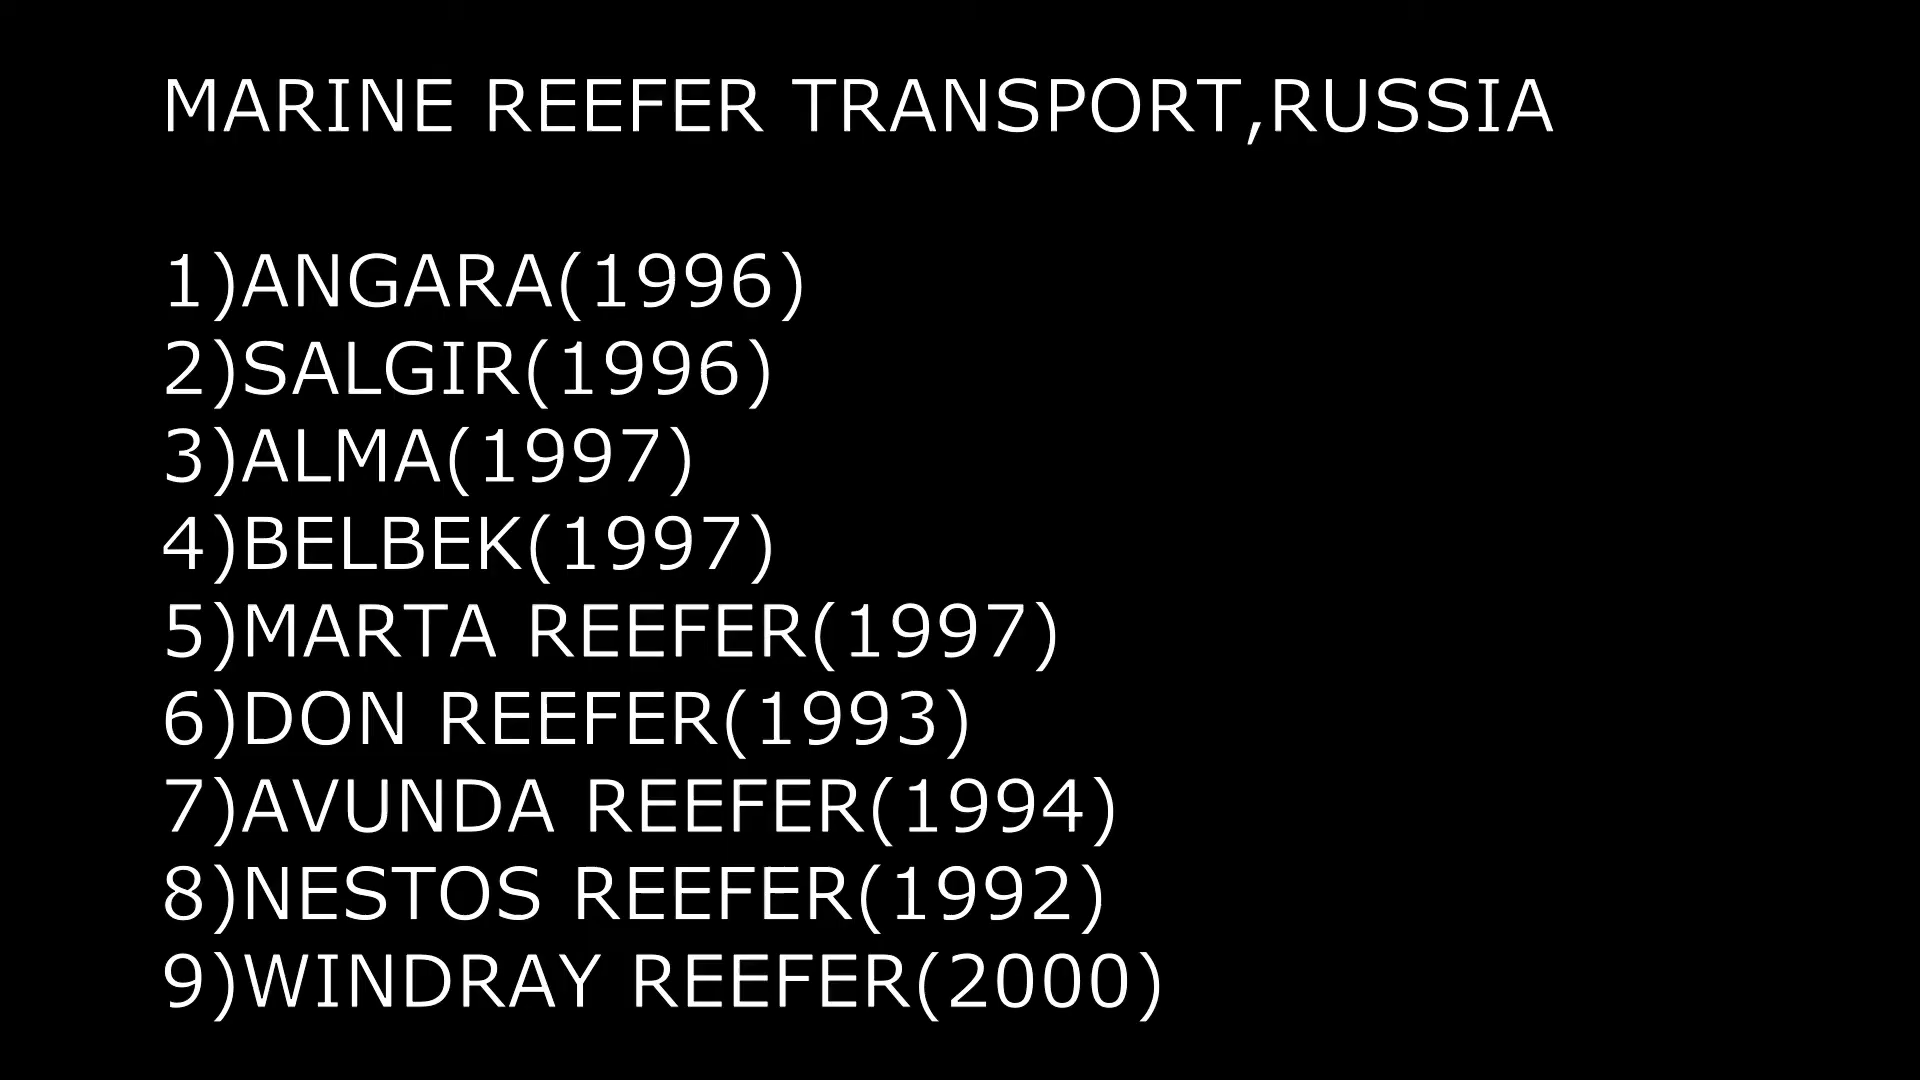 MARINE REEFER TRANSPORT,RUSSIA
1)ANGARA(1996)
2)SALGIR(1996)
3)ALMA(1997)
4)BELBEK(1997)
5)MARTA REEFER(1997)
6)DON REEFER(1993)
7)AVUNDA REEFER(1994)
8)NESTOS REEFER(1992)
9)WINDRAY REEFER(2000)